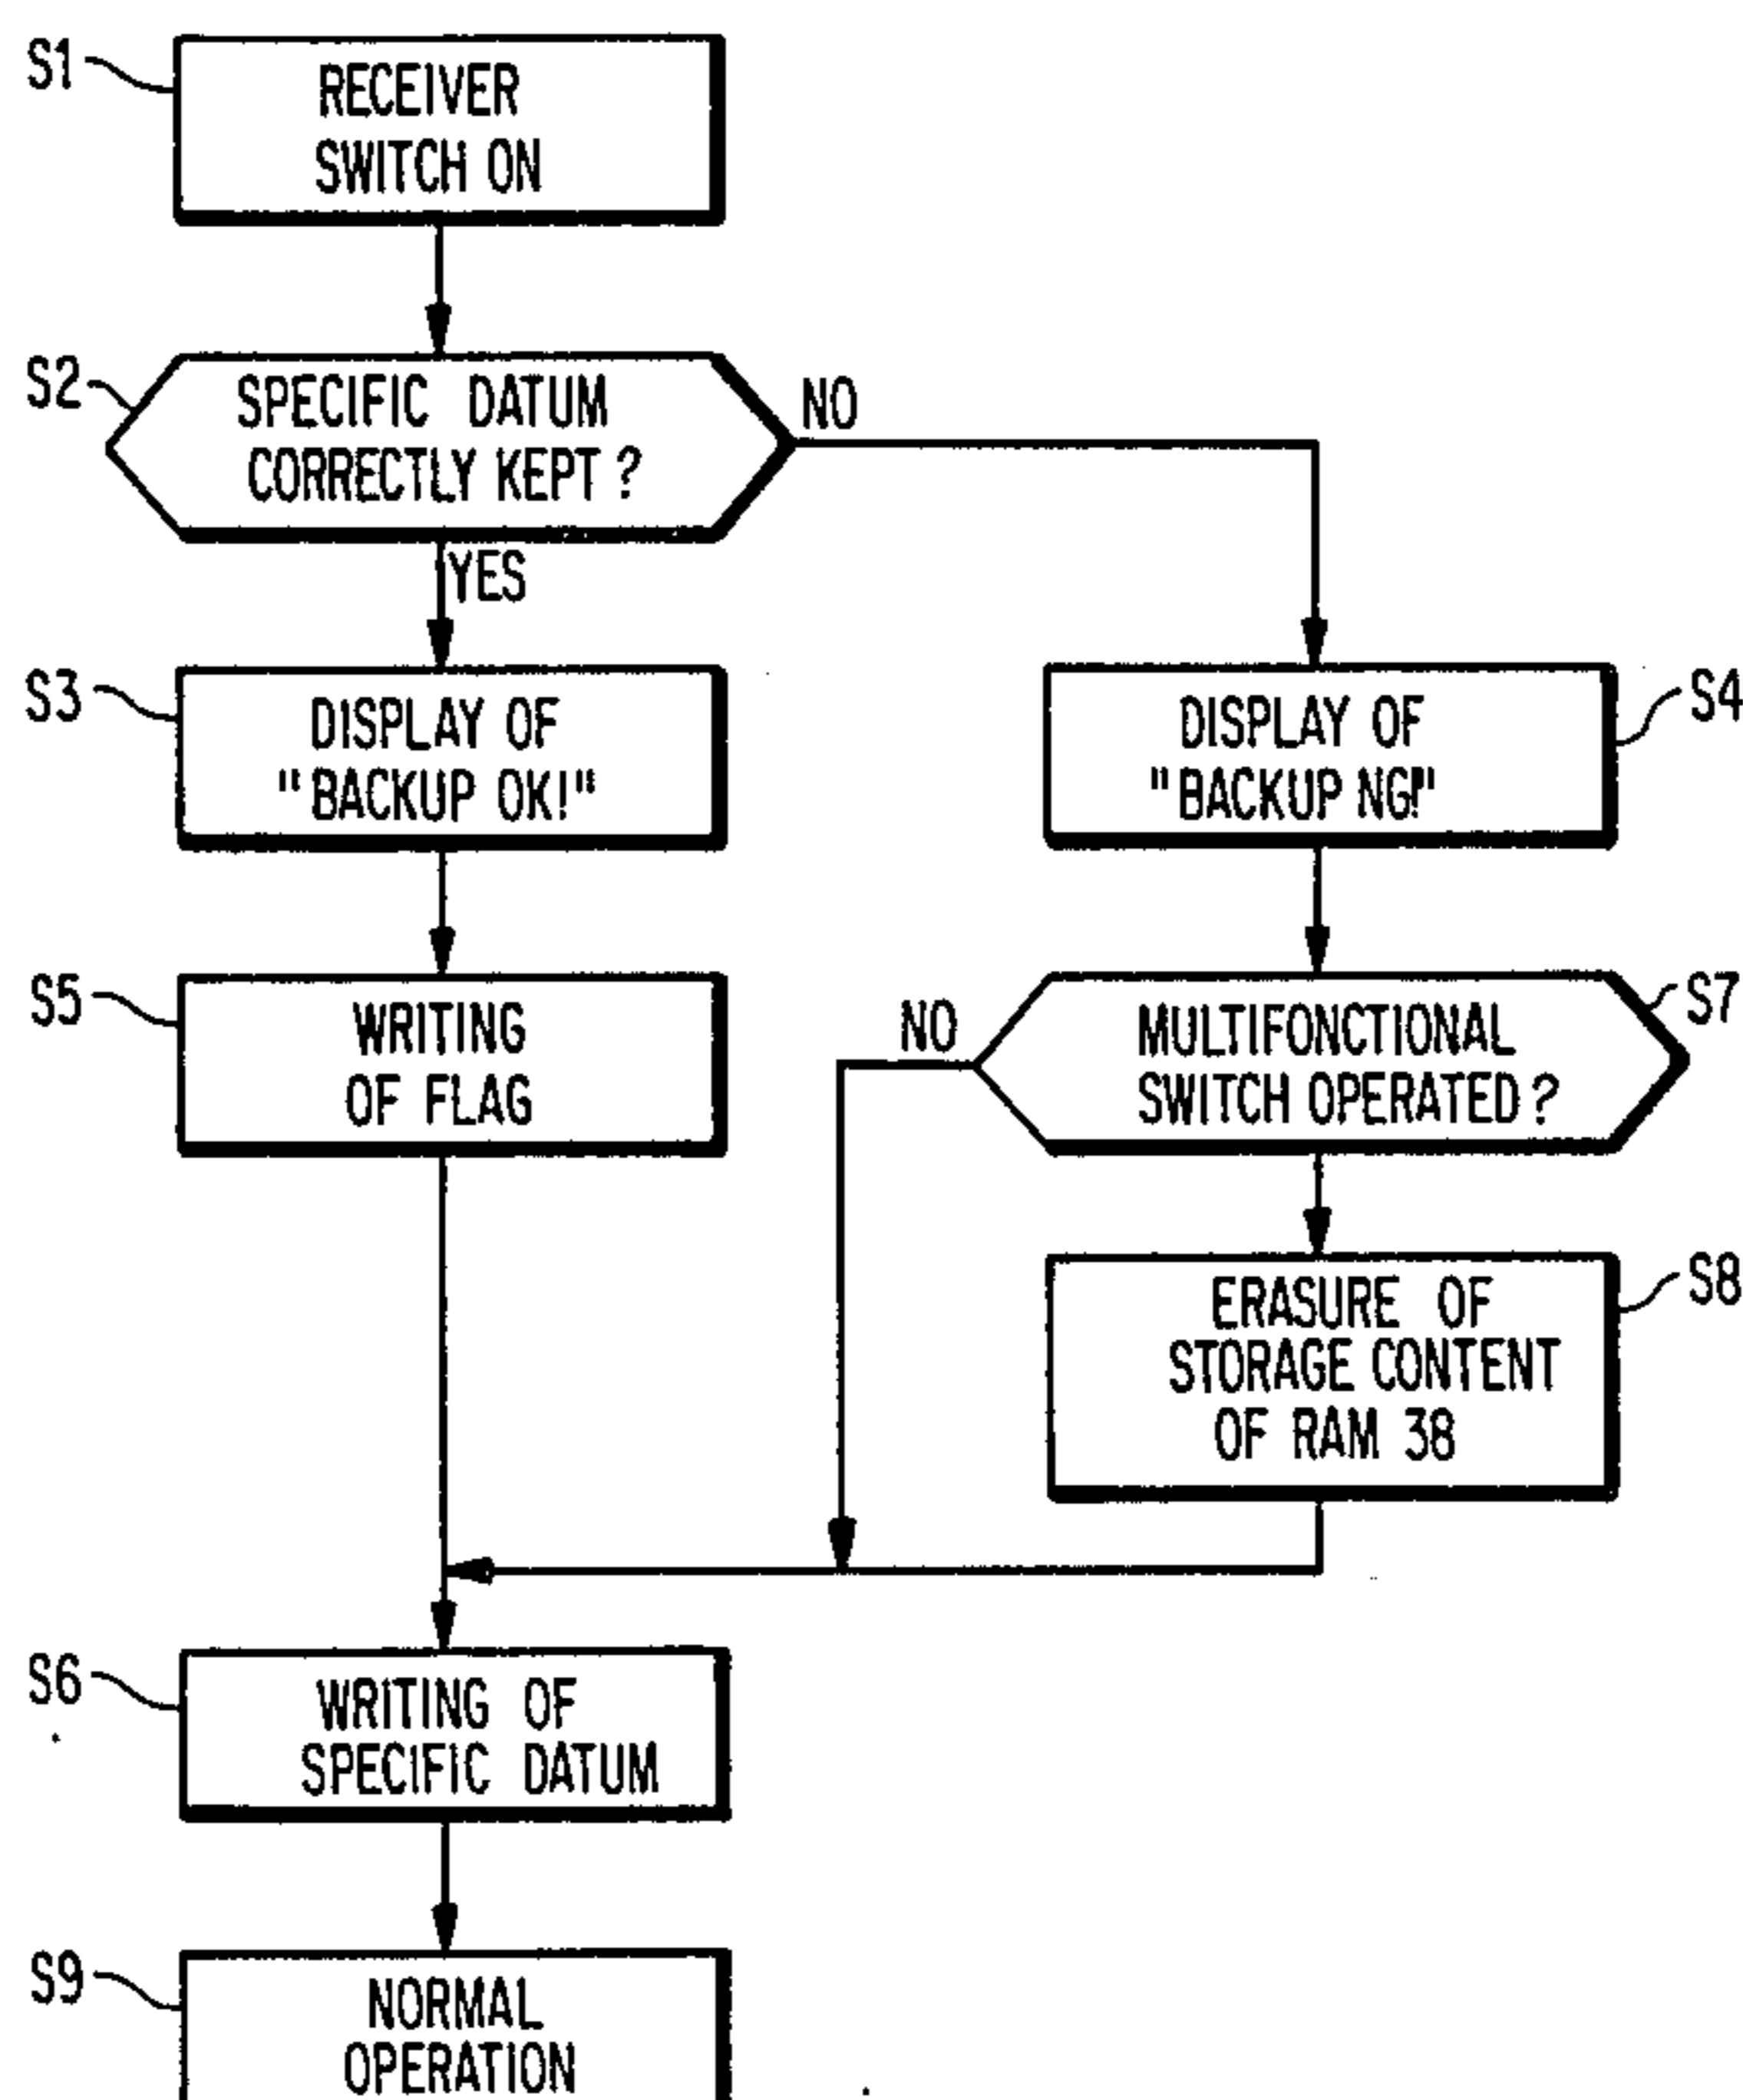 S1
RECEIVER
SWITCH ON
S2
SPECIFIC DATUM
CORRECTLY KEPT ?
NO
YES
S3
DISPLAY OF
"BACKUP OK!"
DISPLAY OF
"BACKUP NG!"
S4
S5
WRITING
OF FLAG
NO
MULTIFONCTIONAL
SWITCH OPERATED ?
S7
ERASURE OF
STORAGE CONTENT
OF RAM 38
S8
S6
WRITING OF
SPECIFIC DATUM
S9
NORMAL
OPERATION